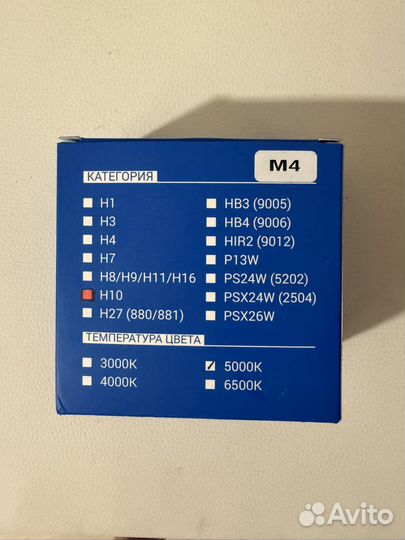 M4
КАТЕГОРИЯ
H1
H3
H4
H7
H8/H9/H11/H16
H10
H27 (880/881)
HB3 (9005)
HB4 (9006)
HIR2 (9012)
P13W
PS24W (5202)
PSX24W (2504)
PSX26W
ТЕМПЕРАТУРА ЦВЕТА
3000K
4000K
5000K
6500K
Avito